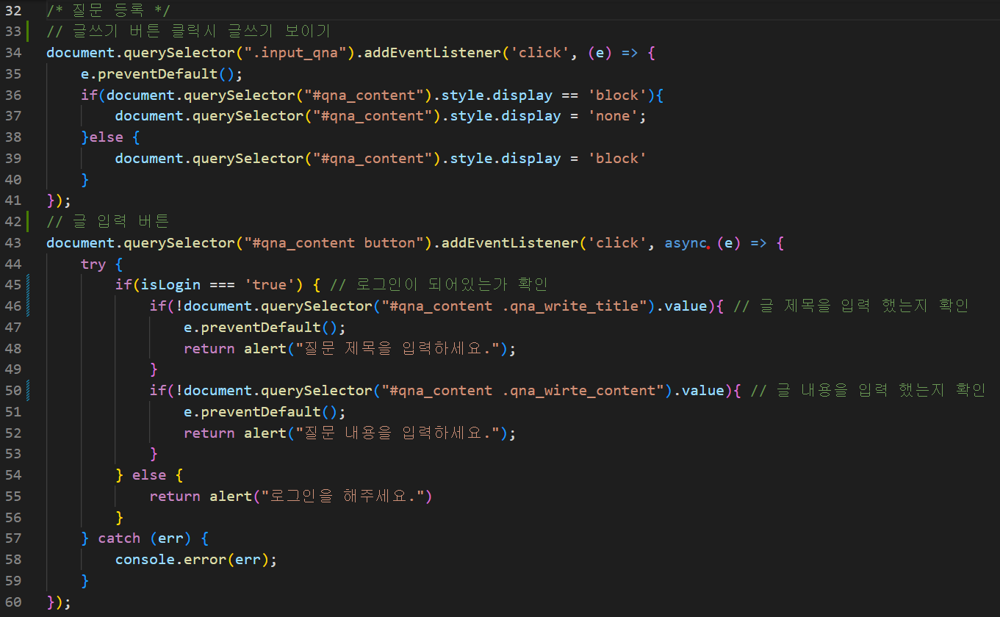 32 /* 질문 등록 */
33 // 글쓰기 버튼 클릭시 글쓰기 보이기
34 document.querySelector(".input_qna").addEventListener('click', (e) => {
35     e.preventDefault();
36     if(document.querySelector("#qna_content").style.display == 'block'){
37         document.querySelector("#qna_content").style.display = 'none';
38     }else {
39         document.querySelector("#qna_content").style.display = 'block'
40     }
41 });
42 // 글 입력 버튼
43 document.querySelector("#qna_content button").addEventListener('click', async (e) => {
44     try {
45         if(isLogin === 'true') { // 로그인이 되어있는가 확인
46             if(!document.querySelector("#qna_content .qna_write_title").value){ // 글 제목을 입력 했는지 확인
47                 e.preventDefault();
48                 return alert("질문 제목을 입력하세요.");
49             }
50             if(!document.querySelector("#qna_content .qna_wirte_content").value){ // 글 내용을 입력 했는지 확인
51                 e.preventDefault();
52                 return alert("질문 내용을 입력하세요.");
53             }
54         } else {
55             return alert("로그인을 해주세요.")
56         }
57     } catch (err) {
58         console.error(err);
59     }
60 });